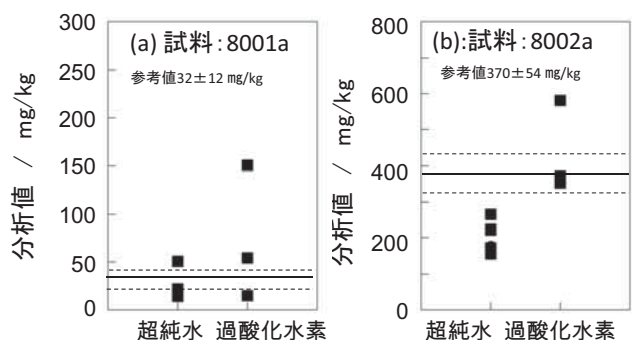 (a) 試料:8001a
参考値32±12 mg/kg
分析値 / mg/kg
300
250
200
150
100
50
0
超純水 過酸化水素
(b):試料:8002a
参考値370±54 mg/kg
分析値 / mg/kg
800
600
400
200
0
超純水 過酸化水素